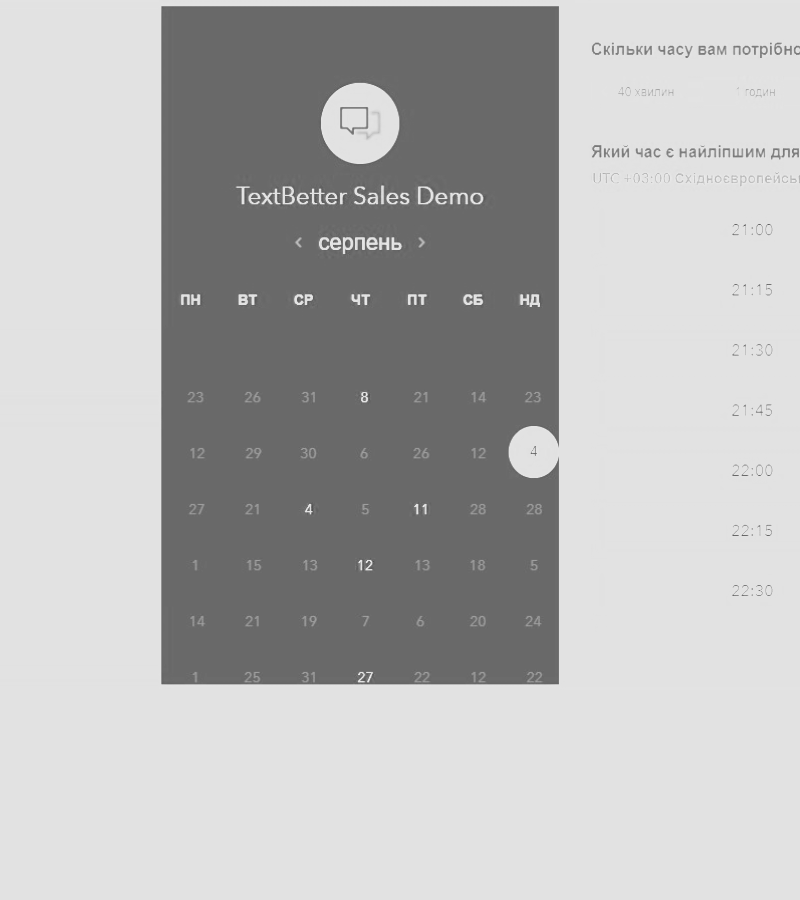 TextBetter Sales Demo
серпень
ПН ВТ СР ЧТ ПТ СБ НД
23 26 31 8 21 14 23
12 29 30 6 26 12 4
27 21 4 5 11 28 28
1 15 13 12 13 18 5
14 21 19 7 6 20 24
1 25 31 27 22 12 22
Скільки часу вам потрібно
40 хвилин 1 годин
Який час є найліпшим для
UTC +03:00 Східноєвропейськ
21:00
21:15
21:30
21:45
22:00
22:15
22:30